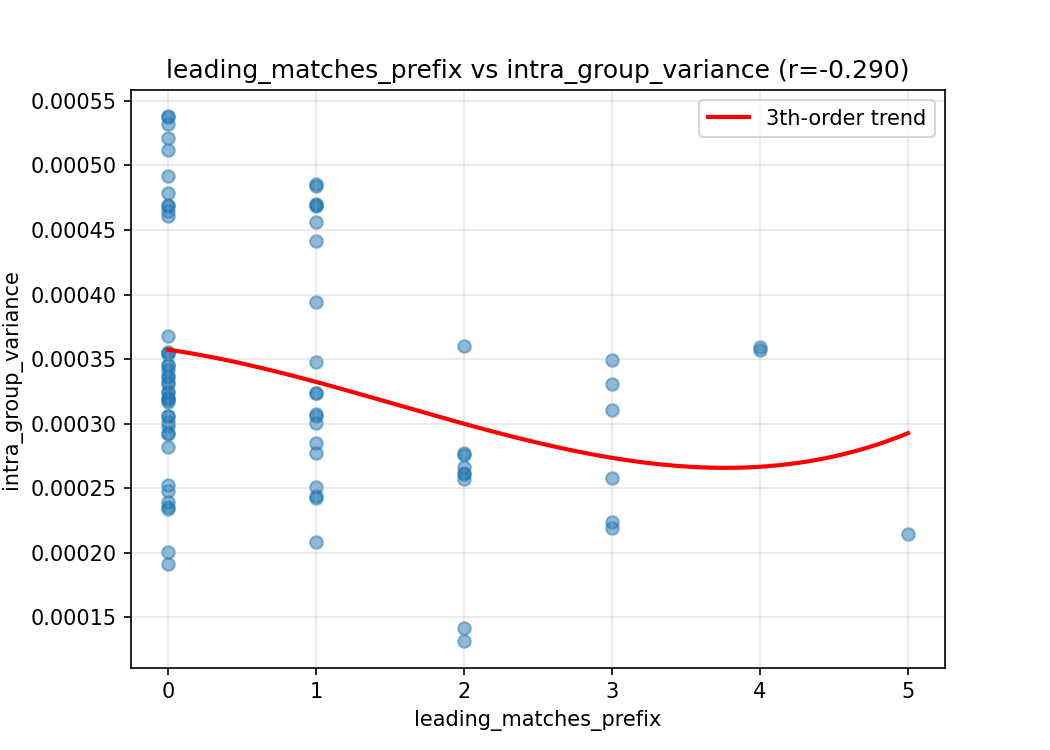 leading_matches_prefix vs intra_group_variance (r=-0.290)
3th-order trend
0.00055
0.00050
0.00045
0.00040
0.00035
0.00030
0.00025
0.00020
0.00015
intra_group_variance
0 1 2 3 4 5
leading_matches_prefix